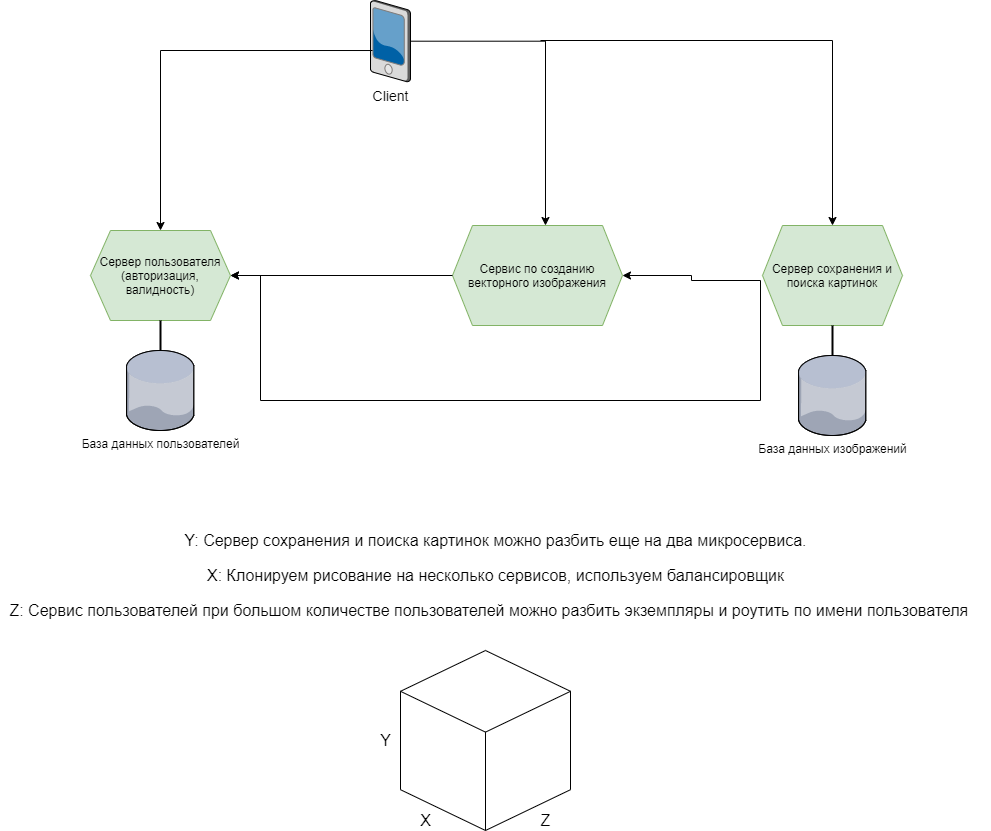 Client
Сервер пользователя
(авторизация,
валидность)
Сервис по созданию
векторного изображения
Сервер сохранения и
поиска картинок
База данных пользователей
База данных изображений
Y: Сервер сохранения и поиска картинок можно разбить еще на два микросервиса.
X: Клонируем рисование на несколько сервисов, используем балансировщик
Z: Сервис пользователей при большом количестве пользователей можно разбить экземпляры и роутить по имени пользователя
Y
X
Z